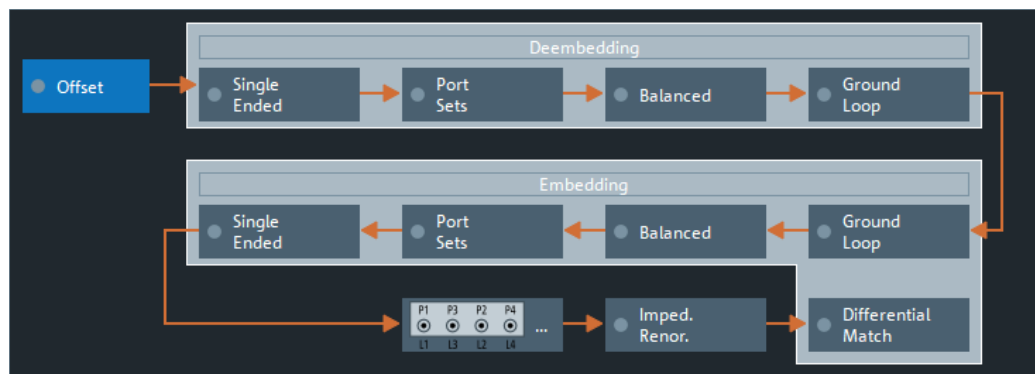 Deembedding
Offset
Single
Ended
Port
Sets
Balanced
Ground
Loop
Embedding
Single
Ended
Port
Sets
Balanced
Ground
Loop
P1 P3 P2 P4
L1 L3 L2 L4
...
Imped.
Renor.
Differential
Match